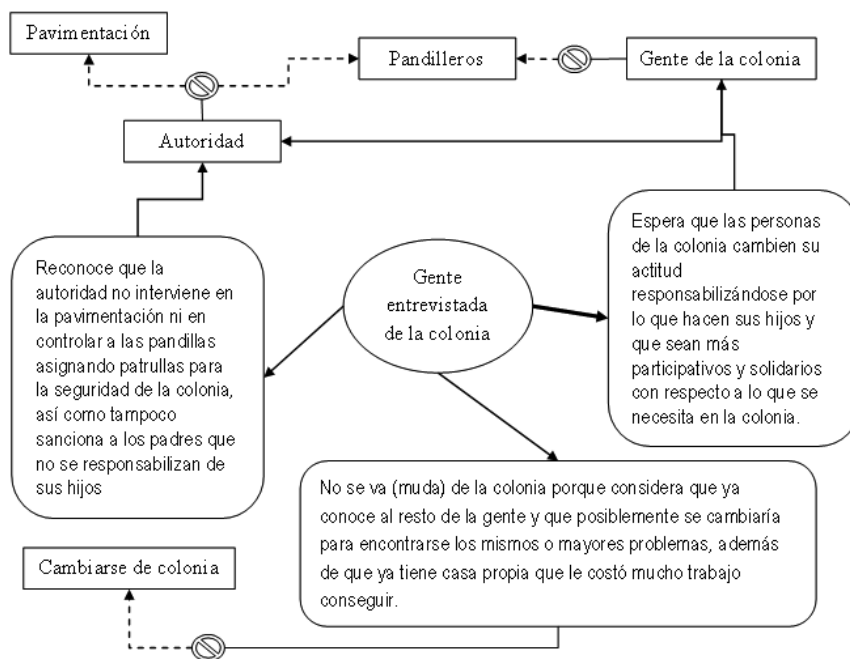 Pavimentación
Pandilleros
Gente de la colonia
Autoridad
Reconoce que la
autoridad no interviene en
la pavimentación ni en
controlar a las pandillas
asignando patrullas para
la seguridad de la colonia,
así como tampoco
sanciona a los padres que
no se responsabilizan de
sus hijos
Gente
entrevistada
de la colonia
Espera que las personas
de la colonia cambien su
actitud
responsabilizándose por
lo que hacen sus hijos y
que sean más
participativos y solidarios
con respecto a lo que se
necesita en la colonia.
No se va (muda) de la colonia porque considera que ya
conoce al resto de la gente y que posiblemente se cambiaría
para encontrarse los mismos o mayores problemas, además
de que ya tiene casa propia que le costó mucho trabajo
conseguir.
Cambiarse de colonia